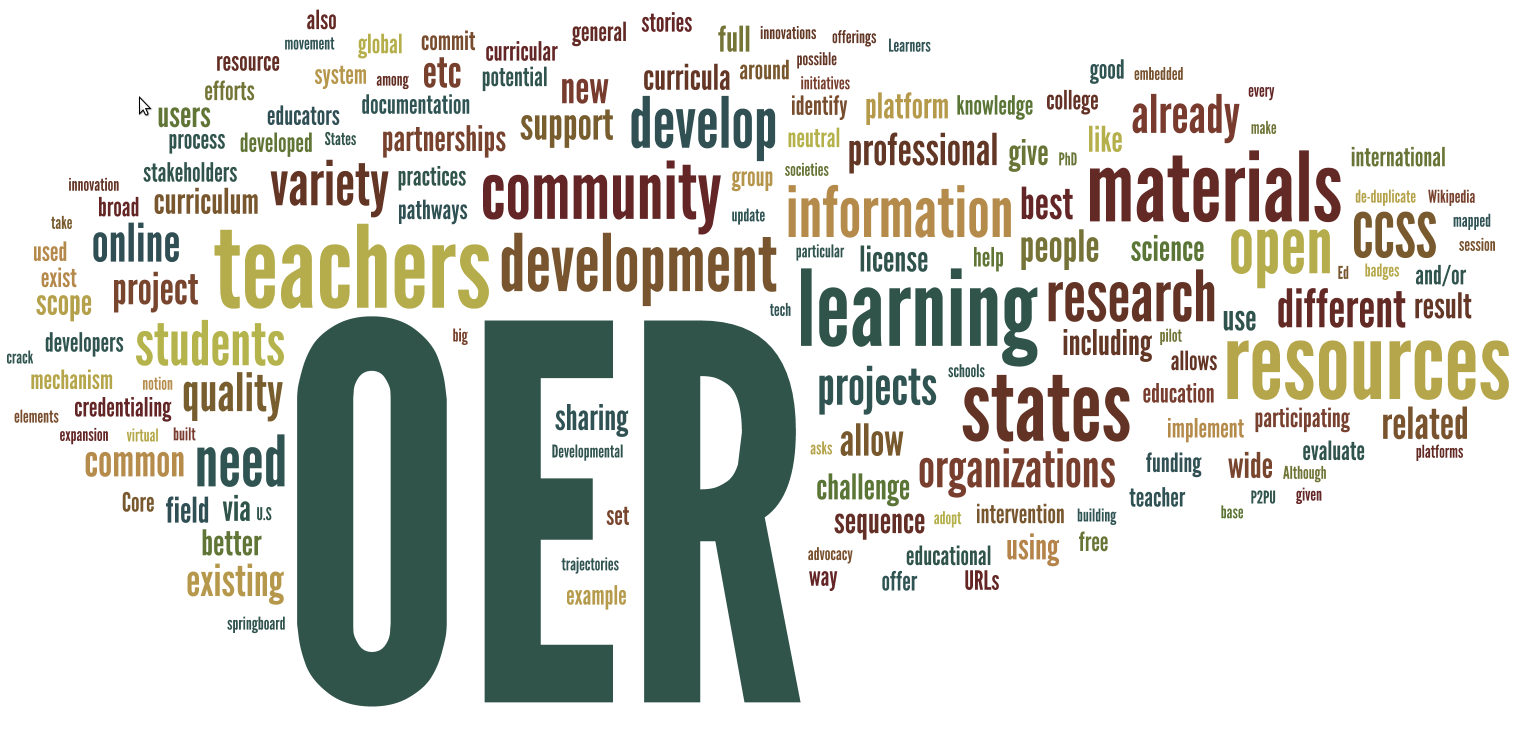 also
stories
general
movement
global
commit
curricular
full
innovations
offerings
Learners
resource
system
among
etc
potential
new
curricula
around
possible
initiatives
good
embedded
efforts
users
educators
documentation
support
develop
identify
platform
knowledge
college
already
every
make
process
developed
States
partnerships
neutral
professional
give
PhD
like
international
stakeholders
variety
practices
community
group
societies
information
best
materials
de-duplicate
Wikipedia
innovation
broad
curriculum
pathways
update
take
online
teachers
development
particular
license
help
people
science
open
CCSS
mapped
session
used
exist
project
scope
tech
learning
research
Ed
badges
and/or
use
different
result
developers
students
big
OER
including
pilot
allows
resources
crack
mechanism
notion
quality
projects
schools
states
education
elements
credentialing
sharing
implement
participating
related
expansion
virtual
built
Developmental
asks
allow
organizations
funding
wide
evaluate
Although
platforms
common
need
challenge
teacher
P2PU
given
Core
field
via
u.s
set
sequence
adopt
intervention
building
base
better
trajectories
advocacy
educational
using
free
existing
example
way
offer
URLs
springboard